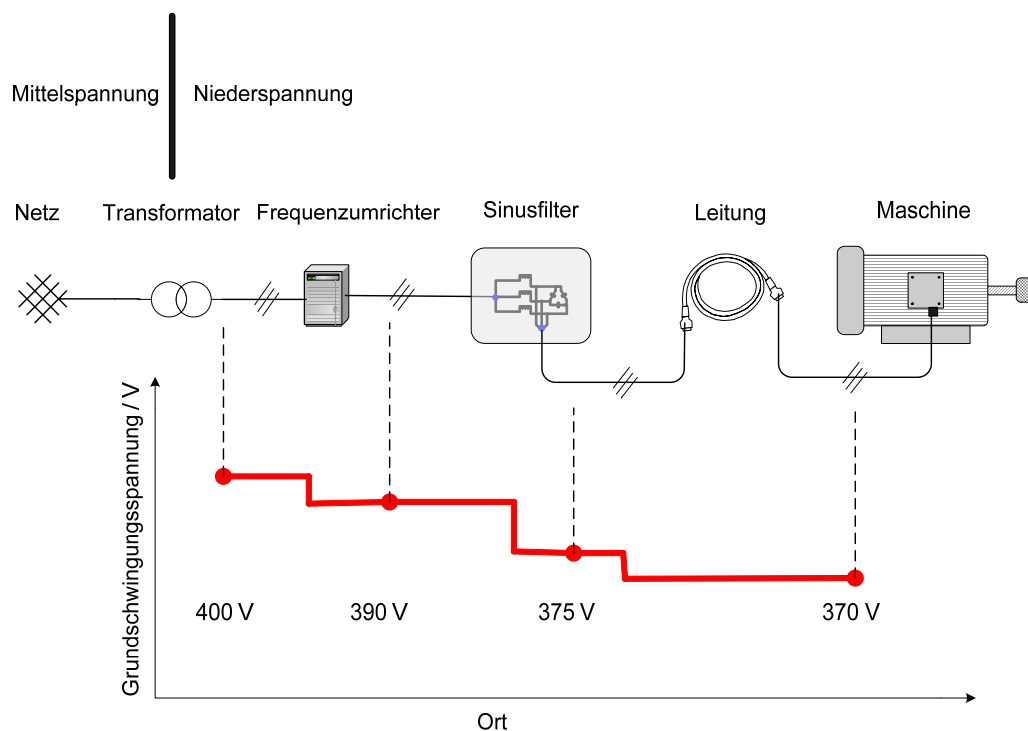 Mittelspannung
Niederspannung
Netz
Transformator
Frequenzumrichter
Sinusfilter
Leitung
Maschine
Grundschwingungsspannung / V
400 V
390 V
375 V
370 V
Ort